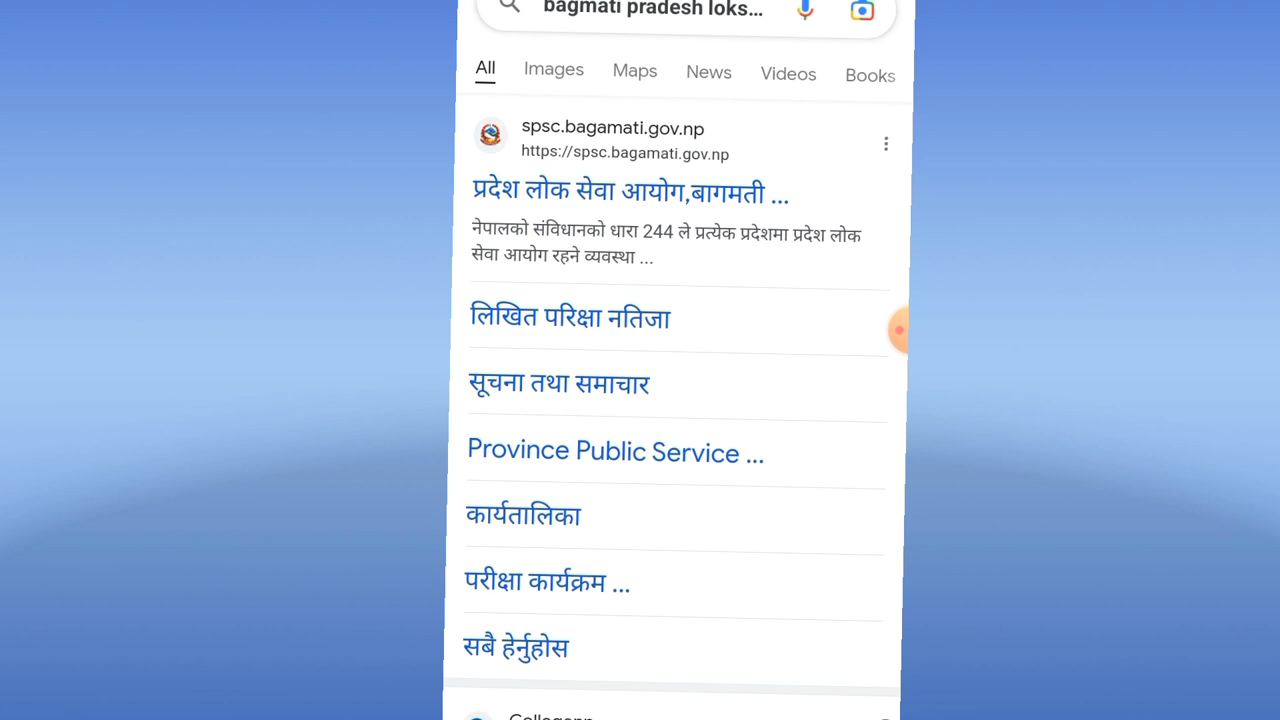 bagmati pradesh loks...
All Images Maps News Videos Books
spsc.bagamati.gov.np
https://spsc.bagamati.gov.np
प्रदेश लोक सेवा आयोग,बागमती ...
नेपालको संविधानको धारा 244 ले प्रत्येक प्रदेशमा प्रदेश लोक
सेवा आयोग रहने व्यवस्था ...
लिखित परिक्षा नतिजा
सूचना तथा समाचार
Province Public Service ...
कार्यतालिका
परीक्षा कार्यक्रम ...
सबै हेर्नुहोस